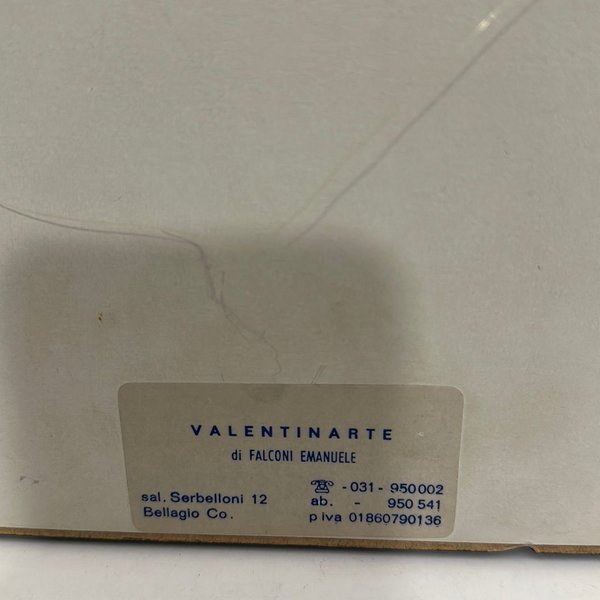 VALENTINARTE
di FALCONI EMANUELE
sal. Serbelloni 12
Bellagio Co.
☎ - 031 - 950002
ab. - 950 541
p iva 01860790136